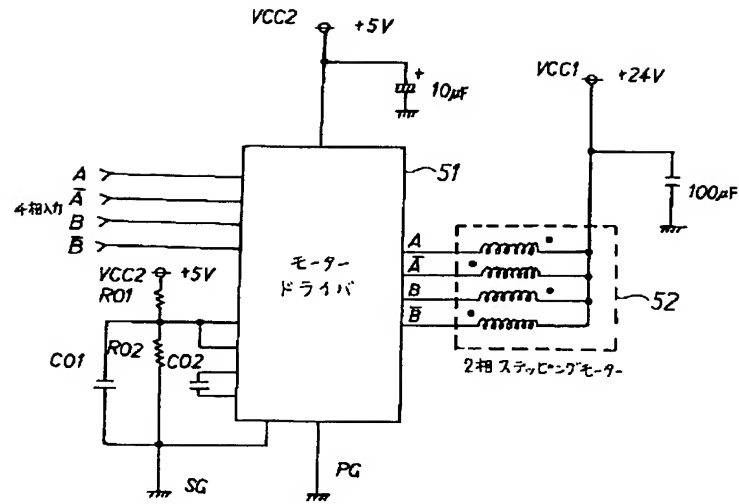 VCC2
+5V
10μF
VCC1
+24V
100μF
51
A
A̅
4相入力
B
B̅
VCC2
+5V
R01
R02
C01
C02
モーター
ドライバ
A
A̅
B
B̅
52
2相ステッピングモーター
SG
PG